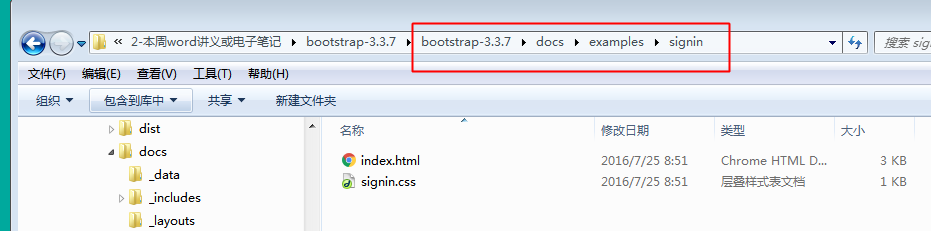 « 2-本周word讲义或电子笔记 bootstrap-3.3.7 bootstrap-3.3.7 docs examples signin 搜索 sig
文件(F) 编辑(E) 查看(V) 工具(T) 帮助(H)
组织 包含到库中 共享 新建文件夹
dist
docs
_data
_includes
_layouts
名称 修改日期 类型 大小
index.html 2016/7/25 8:51 Chrome HTML D... 3 KB
signin.css 2016/7/25 8:51 层叠样式表文档 1 KB